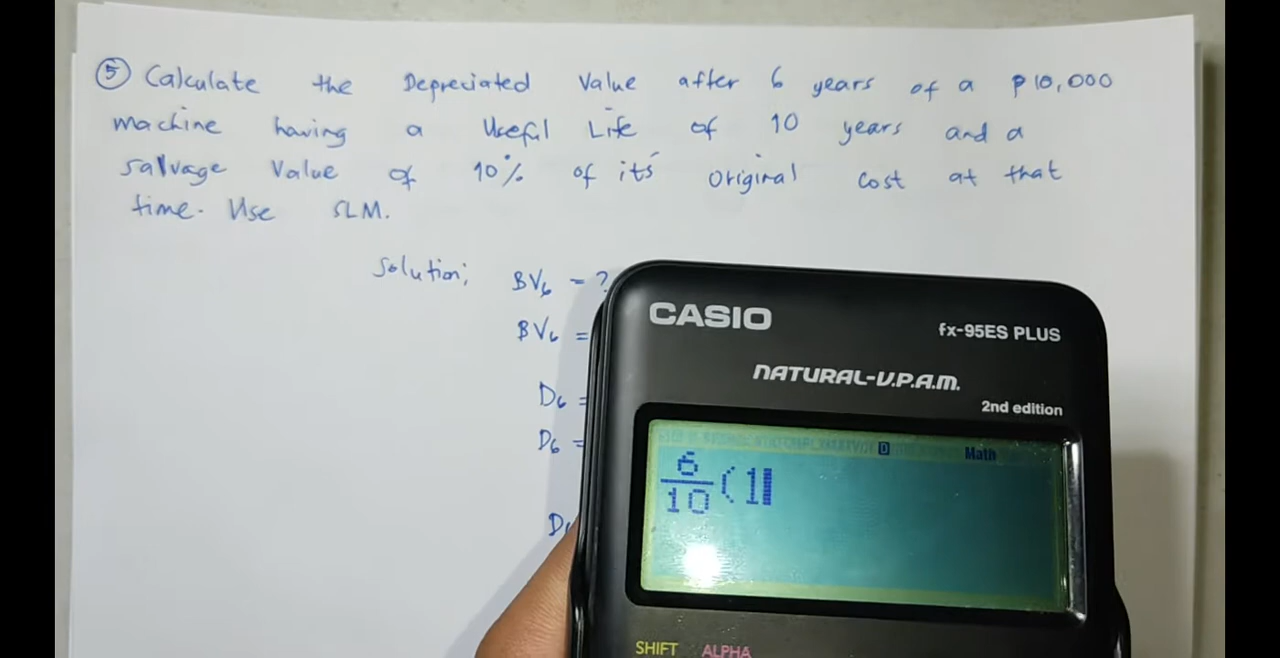 ⑤ Calculate the Depreciated Value after 6 years of a ₱10,000
machine having a Useful Life of 10 years and a
salvage Value of 10% of its original cost at that
time. Use SLM.
Solution; BV₆ = ?
BV₆ =
D₆ =
D₆ =
CASIO
fx-95ES PLUS
NATURAL-V.P.A.M.
2nd edition
D Math
6/10(1
SHIFT ALPHA